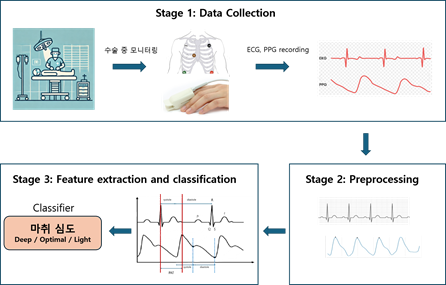 Stage 1: Data Collection
수술 중 모니터링
ECG, PPG recording
EKG
PPG
Stage 3: Feature extraction and classification
Stage 2: Preprocessing
Classifier
마취 심도
Deep / Optimal / Light
R